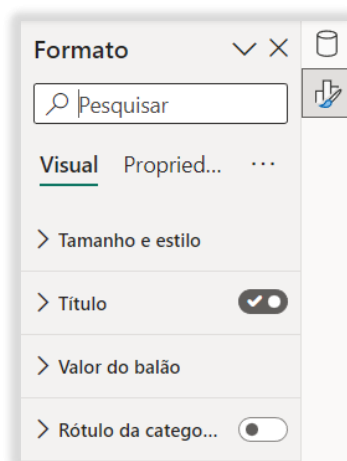 Formato
Pesquisar
Visual Propried... ...
Tamanho e estilo
Título
Valor do balão
Rótulo da catego...